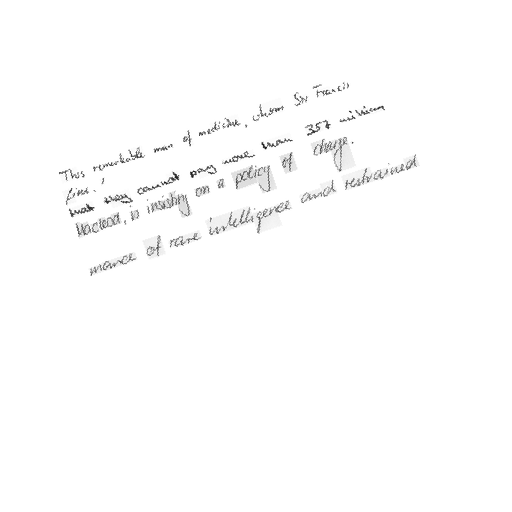 This remarkable man of medicine, whom Sir Francis
fine. ,
that they cannot pay more than 357 million
Macleod, is insisting on a policy of charge.
mance of rare intelligence and restrained